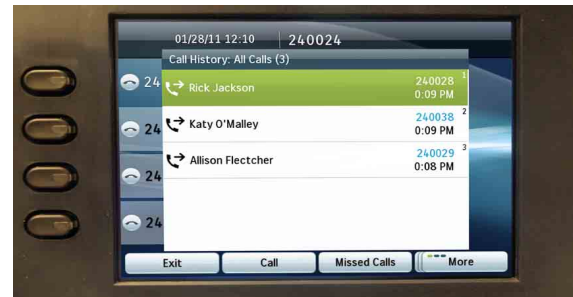 01/28/11 12:10 240024
Call History: All Calls (3)
24 Rick Jackson 240028 1
0:09 PM
24 Katy O'Malley 240038 2
0:09 PM
24 Allison Flectcher 240029 3
0:08 PM
24
Exit Call Missed Calls More